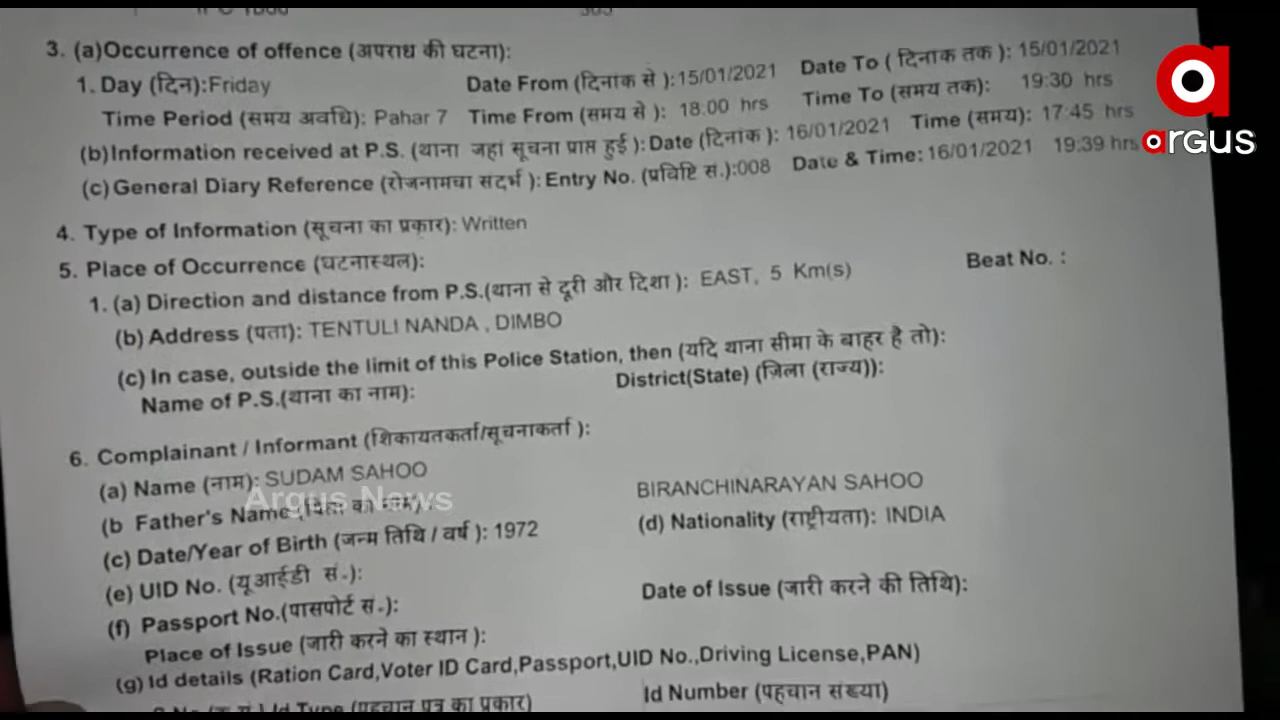 3. (a)Occurrence of offence (अपराध की घटना):
1. Day (दिन):Friday Date From (दिनांक से ):15/01/2021 Date To ( दिनांक तक ): 15/01/2021
Time Period (समय अवधि): Pahar 7 Time From (समय से ): 18:00 hrs Time To (समय तक): 19:30 hrs
(b)Information received at P.S. (थाना जहां सूचना प्राप्त हुई ): Date (दिनांक ): 16/01/2021 Time (समय): 17:45 hrs
(c) General Diary Reference (रोजनामचा संदर्भ ): Entry No. (प्रविष्टि सं.):008 Date & Time: 16/01/2021 19:39 hrs
argus
4. Type of Information (सूचना का प्रकार): Written
5. Place of Occurrence (घटनास्थल):
1. (a) Direction and distance from P.S.(थाना से दूरी और दिशा ): EAST, 5 Km(s) Beat No. :
(b) Address (पता): TENTULI NANDA , DIMBO
(c) In case, outside the limit of this Police Station, then (यदि थाना सीमा के बाहर है तो):
Name of P.S.(थाना का नाम): District(State) (ज़िला (राज्य)):
6. Complainant / Informant (शिकायतकर्ता/सूचनाकर्ता ):
(a) Name (नाम): SUDAM SAHOO
Argus News
(b Father's Name (पिता का नाम): BIRANCHINARAYAN SAHOO
(c) Date/Year of Birth (जन्म तिथि / वर्ष ): 1972 (d) Nationality (राष्ट्रीयता): INDIA
(e) UID No. (यूआईडी सं.):
(f) Passport No.(पासपोर्ट सं.): Date of Issue (जारी करने की तिथि):
Place of Issue (जारी करने का स्थान ):
(g) Id details (Ration Card,Voter ID Card,Passport,UID No.,Driving License,PAN)
Id Type (पहचान पत्र का प्रकार) Id Number (पहचान संख्या)